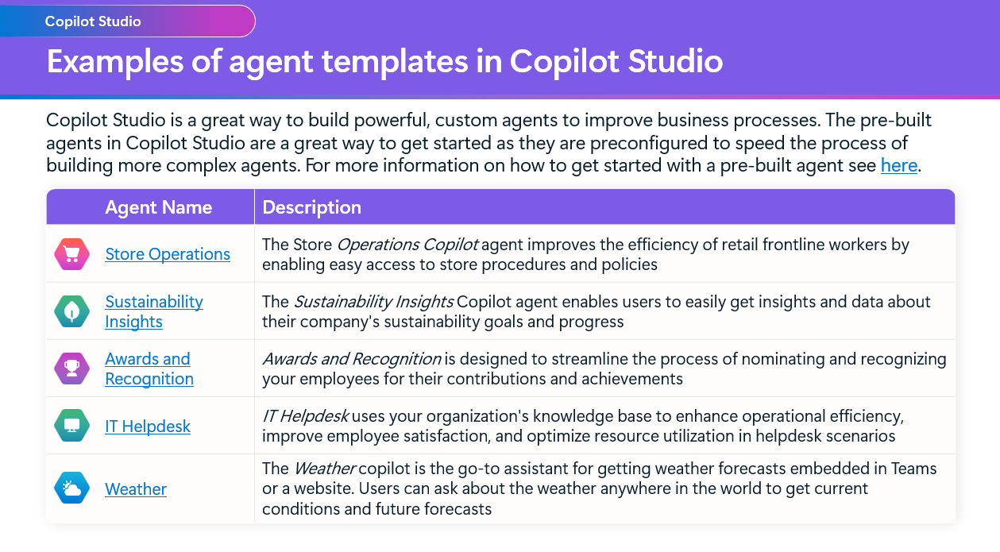 Copilot Studio
Examples of agent templates in Copilot Studio
Copilot Studio is a great way to build powerful, custom agents to improve business processes. The pre-built
agents in Copilot Studio are a great way to get started as they are preconfigured to speed the process of
building more complex agents. For more information on how to get started with a pre-built agent see here.
Agent Name
Description
Store Operations
The Store Operations Copilot agent improves the efficiency of retail frontline workers by
enabling easy access to store procedures and policies
Sustainability
Insights
The Sustainability Insights Copilot agent enables users to easily get insights and data about
their company's sustainability goals and progress
Awards and
Recognition
Awards and Recognition is designed to streamline the process of nominating and recognizing
your employees for their contributions and achievements
IT Helpdesk
IT Helpdesk uses your organization's knowledge base to enhance operational efficiency,
improve employee satisfaction, and optimize resource utilization in helpdesk scenarios
Weather
The Weather copilot is the go-to assistant for getting weather forecasts embedded in Teams
or a website. Users can ask about the weather anywhere in the world to get current
conditions and future forecasts